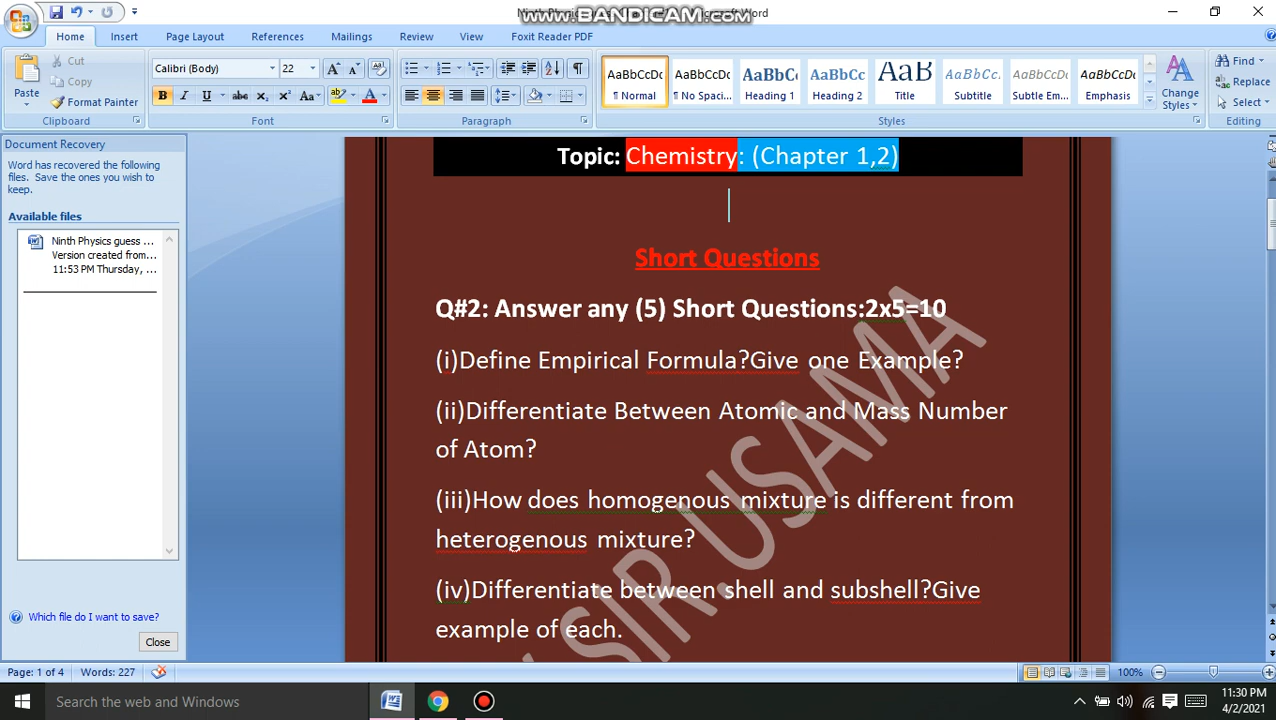 Ninth Physic
www.BANDICAM.com
crosoft Word
Home Insert Page Layout References Mailings Review View Foxit Reader PDF
Paste
Cut
Copy
Format Painter
Clipboard
Calibri (Body) 22
Font
Paragraph
AaBbCcDc
¶ Normal
AaBbCcDc
¶ No Spaci...
AaBbCc
Heading 1
AaBbCc
Heading 2
AaB
Title
AaBbCc.
Subtitle
AaBbCcDc
Subtle Em...
AaBbCcDc
Emphasis
Styles
Change
Styles
Find
Replace
Select
Editing
Document Recovery
Word has recovered the following
files. Save the ones you wish to
keep.
Available files
Ninth Physics guess ...
Version created from...
11:53 PM Thursday, ...
Which file do I want to save?
Close
Topic: Chemistry: (Chapter 1,2)
Short Questions
Q#2: Answer any (5) Short Questions:2x5=10
(i)Define Empirical Formula?Give one Example?
(ii)Differentiate Between Atomic and Mass Number
of Atom?
(iii)How does homogenous mixture is different from
heterogenous mixture?
(iv)Differentiate between shell and subshell?Give
example of each.
SIR.USAMA
Page: 1 of 4 Words: 227
100%
Search the web and Windows
11:30 PM
4/2/2021